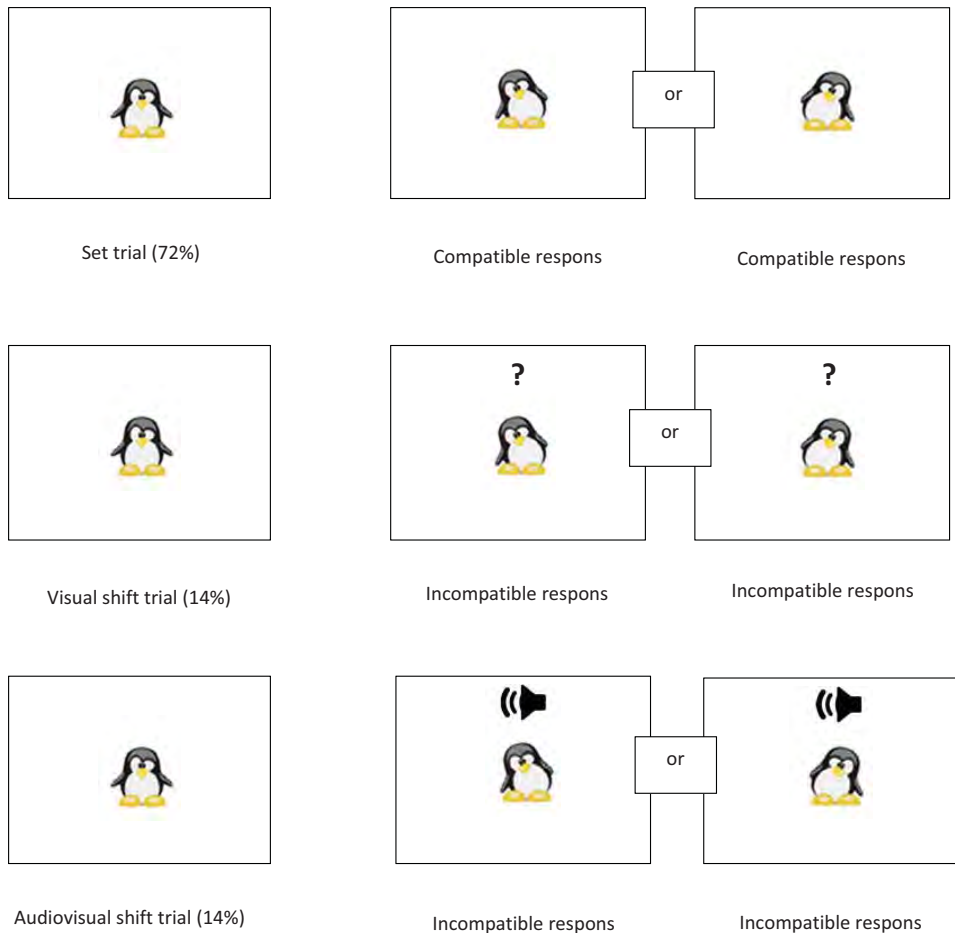 or
Set trial (72%)
Compatible respons
Compatible respons
?
?
or
Visual shift trial (14%)
Incompatible respons
Incompatible respons
or
Audiovisual shift trial (14%)
Incompatible respons
Incompatible respons